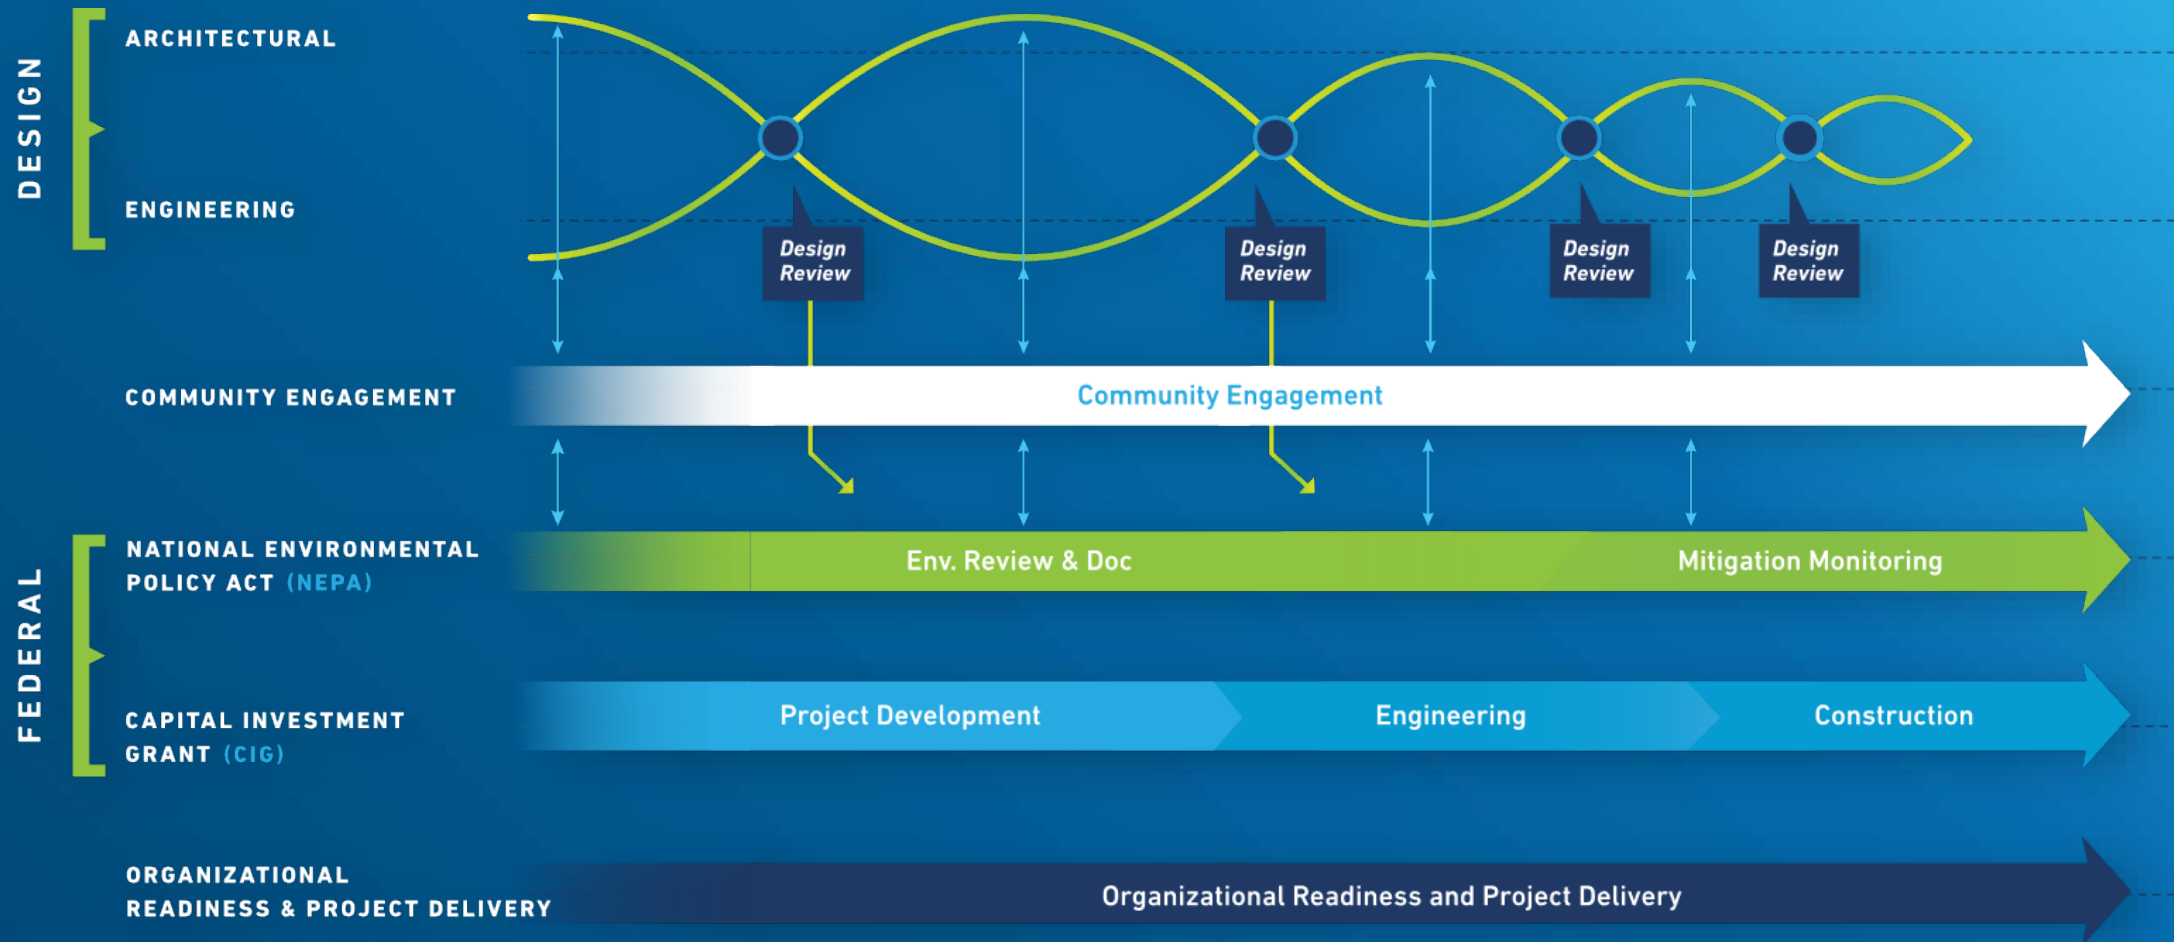 DESIGN
ARCHITECTURAL
ENGINEERING
Design
Review
Design
Review
Design
Review
Design
Review
COMMUNITY ENGAGEMENT
Community Engagement
FEDERAL
NATIONAL ENVIRONMENTAL
POLICY ACT (NEPA)
Env. Review & Doc
Mitigation Monitoring
CAPITAL INVESTMENT
GRANT (CIG)
Project Development
Engineering
Construction
ORGANIZATIONAL
READINESS & PROJECT DELIVERY
Organizational Readiness and Project Delivery